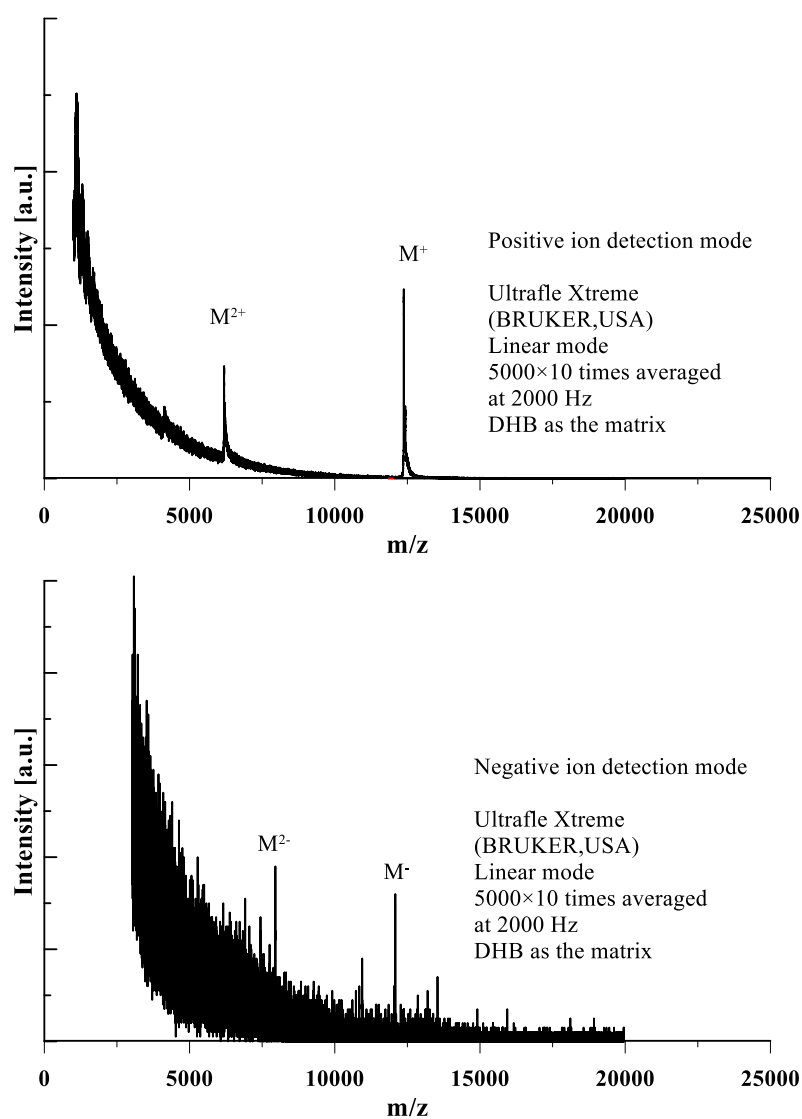 Intensity [a.u.]
M²⁺
M⁺
Positive ion detection mode
Ultrafle Xtreme
(BRUKER,USA)
Linear mode
5000×10 times averaged
at 2000 Hz
DHB as the matrix
0 5000 10000 15000 20000 25000
m/z
Intensity [a.u.]
M²⁻
M⁻
Negative ion detection mode
Ultrafle Xtreme
(BRUKER,USA)
Linear mode
5000×10 times averaged
at 2000 Hz
DHB as the matrix
0 5000 10000 15000 20000 25000
m/z